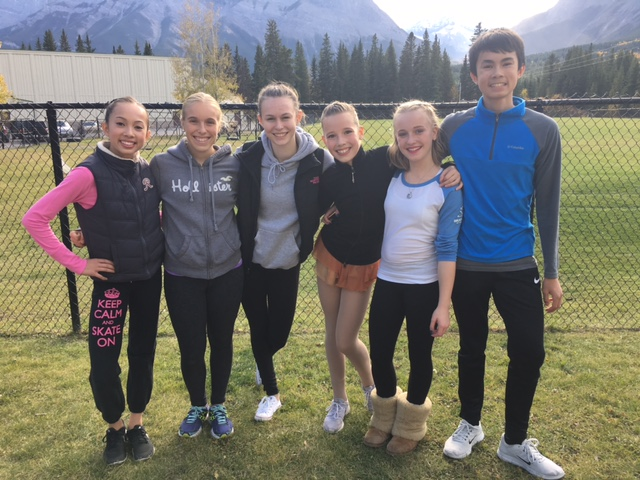 Hollister
KEEP
CALM
AND
SKATE
ON